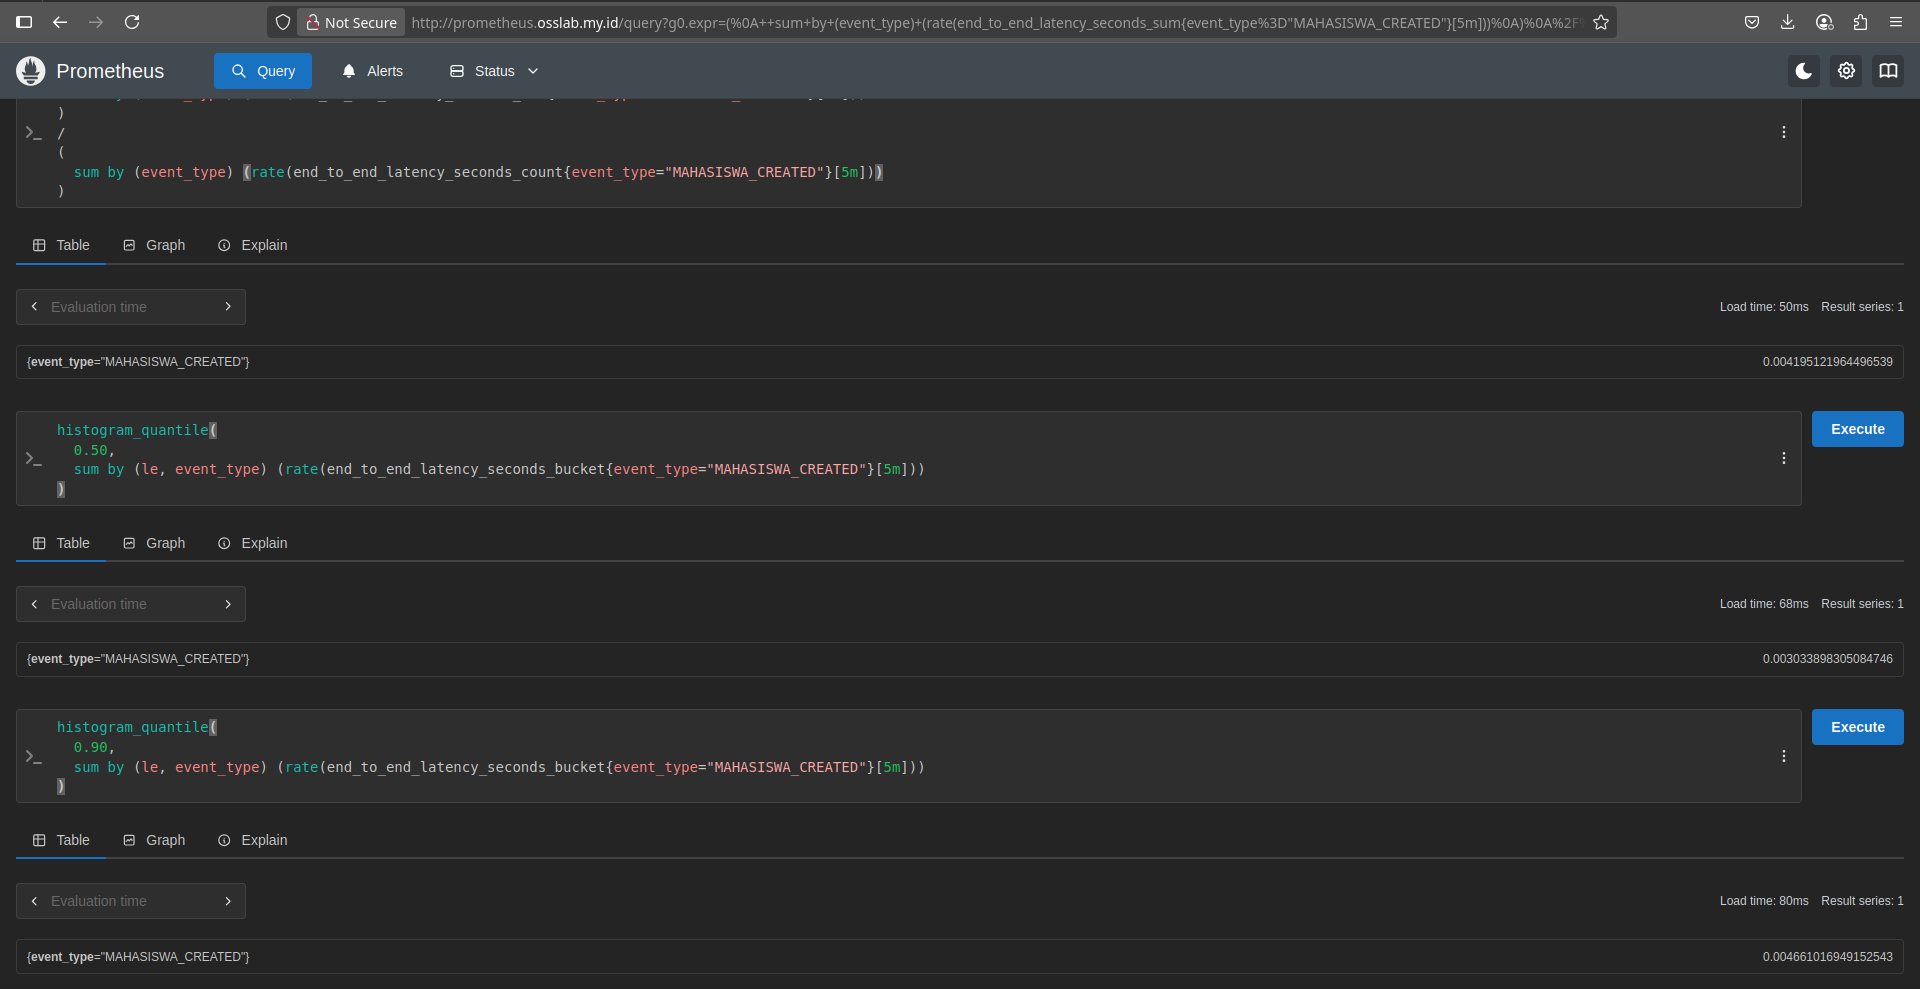 Not Secure
http://prometheus.osslab.my.id/query?g0.expr=(%0A++sum+by+(event_type)+(rate(end_to_end_latency_seconds_sum{event_type%3D"MAHASISWA_CREATED"}[5m]))%0A)%0A%2F
Prometheus
Query
Alerts
Status
)
/
(
sum by (event_type) (rate(end_to_end_latency_seconds_count{event_type="MAHASISWA_CREATED"}[5m]))
)
Table Graph Explain
Evaluation time
Load time: 50ms Result series: 1
{event_type="MAHASISWA_CREATED"} 0.004195121964496539
histogram_quantile(
0.50,
sum by (le, event_type) (rate(end_to_end_latency_seconds_bucket{event_type="MAHASISWA_CREATED"}[5m]))
)
Execute
Table Graph Explain
Evaluation time
Load time: 68ms Result series: 1
{event_type="MAHASISWA_CREATED"} 0.003033898305084746
histogram_quantile(
0.90,
sum by (le, event_type) (rate(end_to_end_latency_seconds_bucket{event_type="MAHASISWA_CREATED"}[5m]))
)
Execute
Table Graph Explain
Evaluation time
Load time: 80ms Result series: 1
{event_type="MAHASISWA_CREATED"} 0.004661016949152543